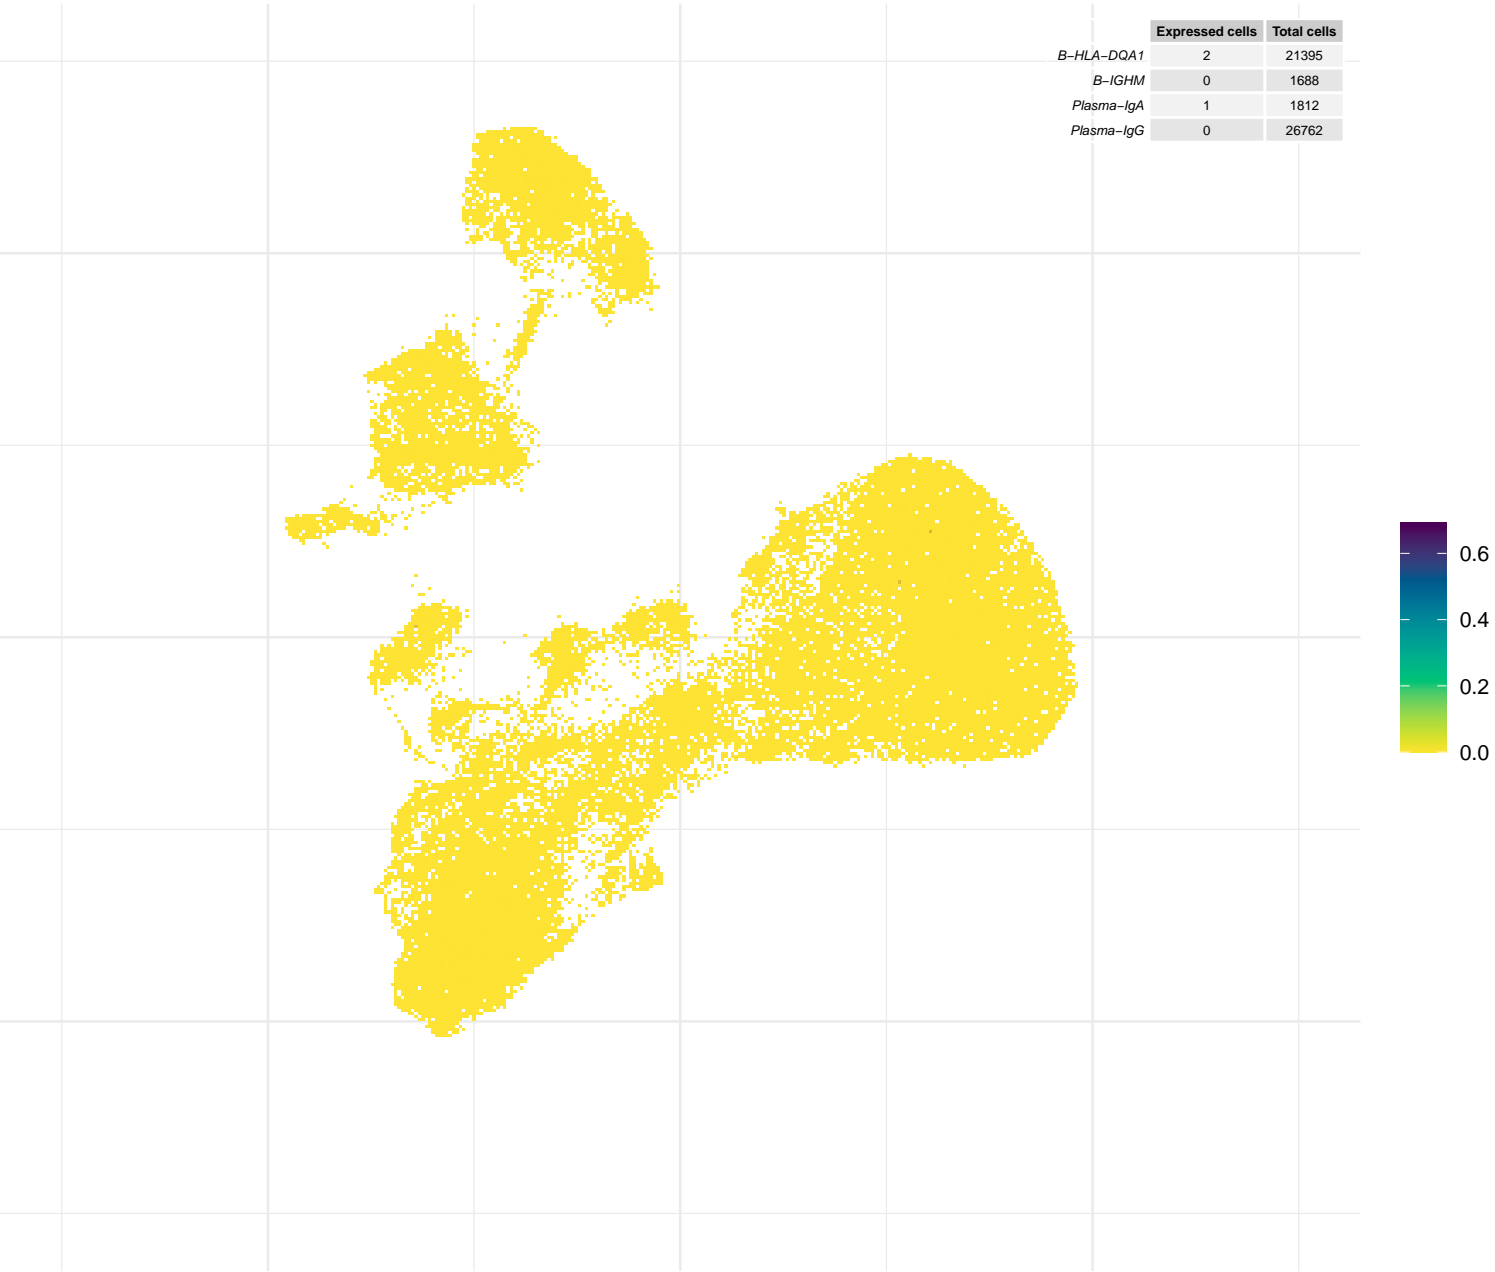 Expressed cells Total cells
B−HLA−DQA1 2 21395
B−IGHM 0 1688
Plasma−IgA 1 1812
Plasma−IgG 0 26762
0.6
0.4
0.2
0.0